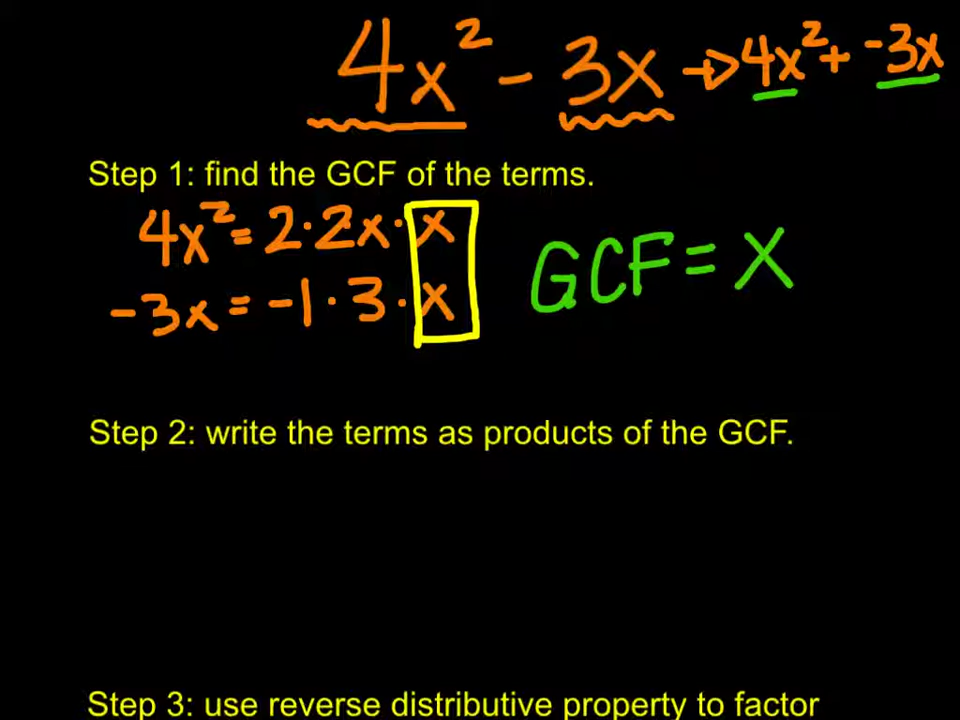 4x² - 3x → 4x² + -3x
Step 1: find the GCF of the terms.
4x² = 2·2x·x
-3x = -1·3·x
GCF = X
Step 2: write the terms as products of the GCF.
Step 3: use reverse distributive property to factor